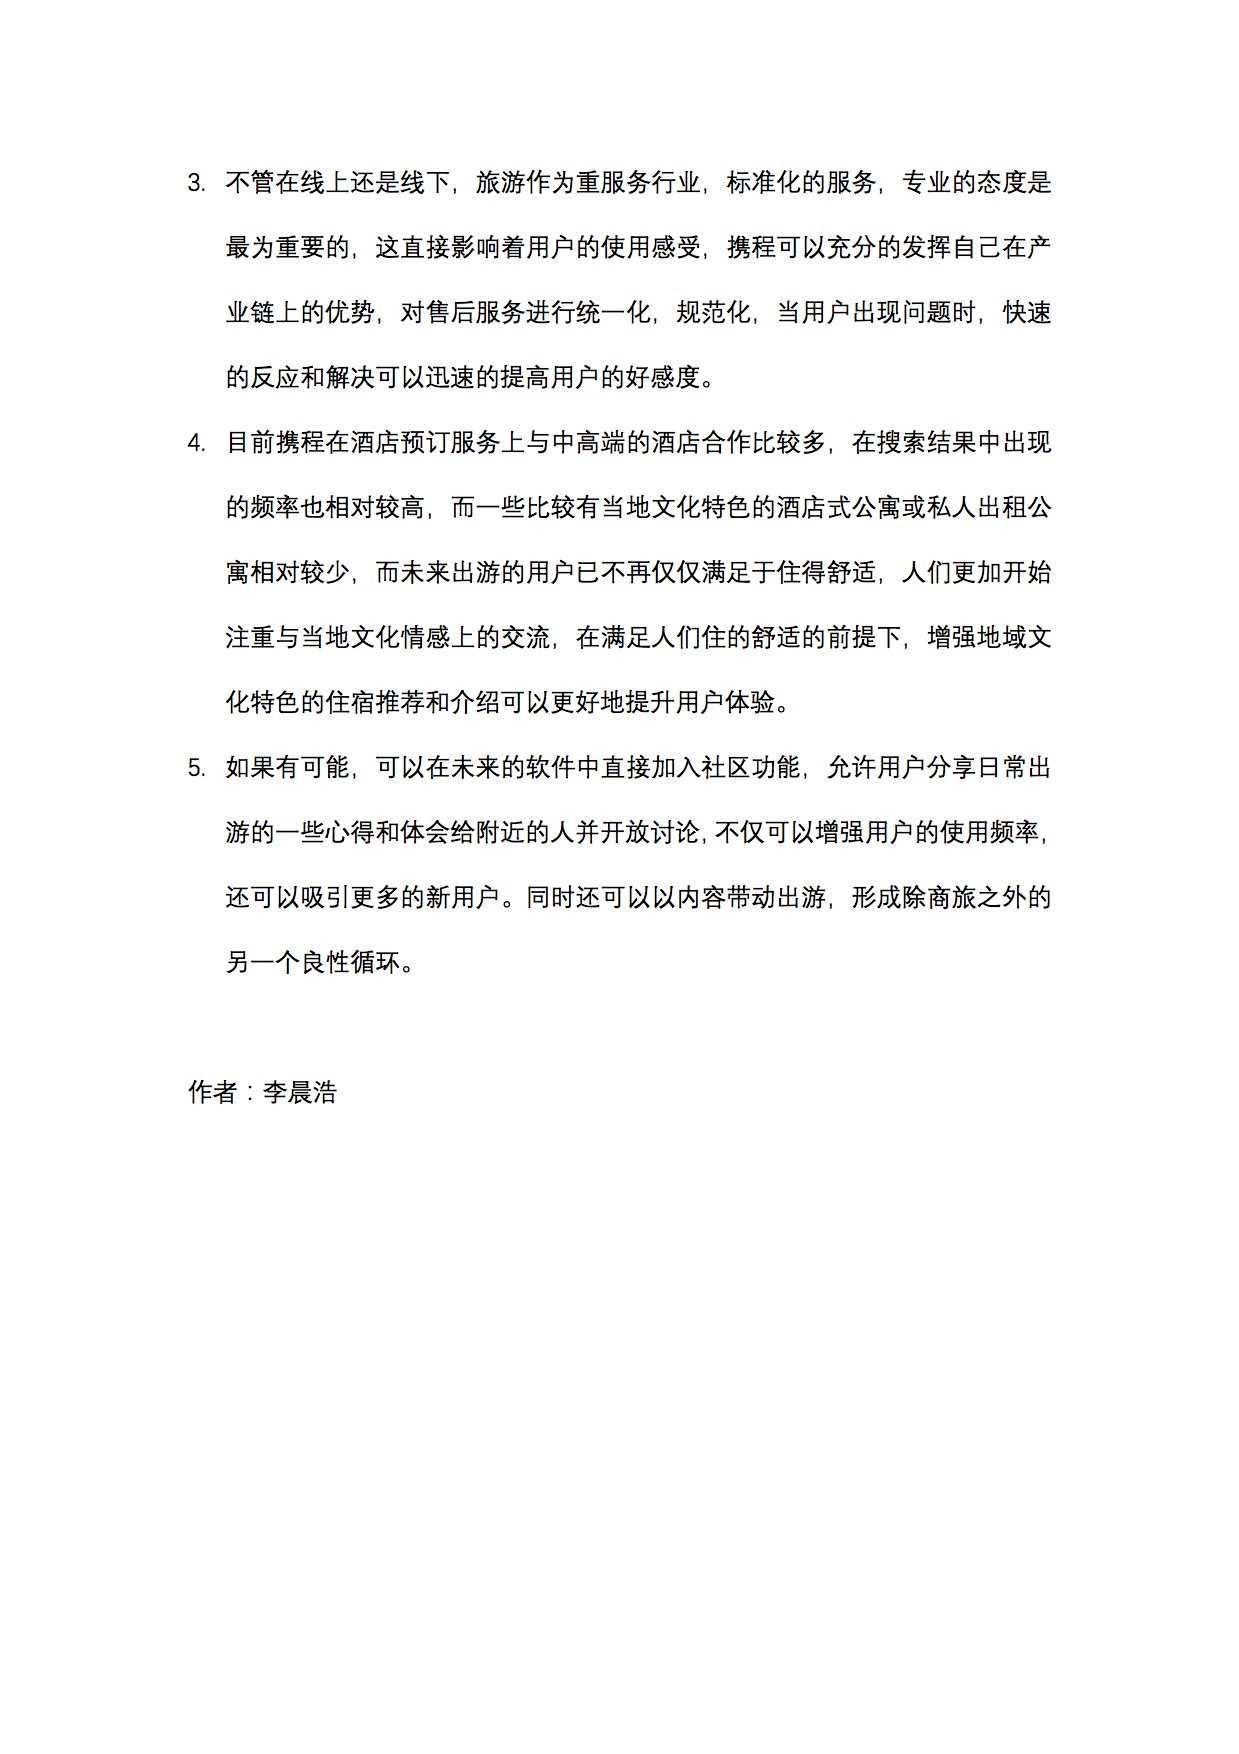 3. 不管在线上还是线下，旅游作为重服务行业，标准化的服务，专业的态度是
最为重要的，这直接影响着用户的使用感受，携程可以充分的发挥自己在产
业链上的优势，对售后服务进行统一化，规范化，当用户出现问题时，快速
的反应和解决可以迅速的提高用户的好感度。
4. 目前携程在酒店预订服务上与中高端的酒店合作比较多，在搜索结果中出现
的频率也相对较高，而一些比较有当地文化特色的酒店式公寓或私人出租公
寓相对较少，而未来出游的用户已不再仅仅满足于住得舒适，人们更加开始
注重与当地文化情感上的交流，在满足人们住的舒适的前提下，增强地域文
化特色的住宿推荐和介绍可以更好地提升用户体验。
5. 如果有可能，可以在未来的软件中直接加入社区功能，允许用户分享日常出
游的一些心得和体会给附近的人并开放讨论，不仅可以增强用户的使用频率，
还可以吸引更多的新用户。同时还可以以内容带动出游，形成除商旅之外的
另一个良性循环。
作者：李晨浩